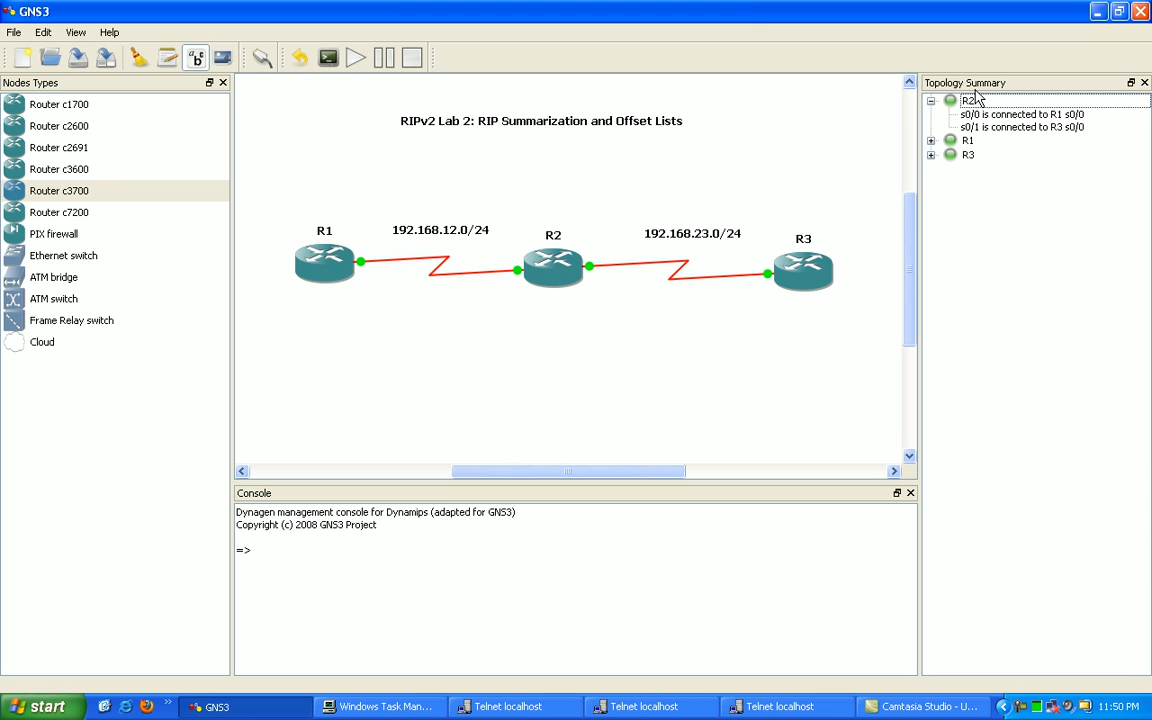 GNS3
File Edit View Help
Nodes Types
Router c1700
Router c2600
Router c2691
Router c3600
Router c3700
Router c7200
PIX firewall
Ethernet switch
ATM bridge
ATM switch
Frame Relay switch
Cloud
RIPv2 Lab 2: RIP Summarization and Offset Lists
R1
192.168.12.0/24
R2
192.168.23.0/24
R3
Console
Dynagen management console for Dynamips (adapted for GNS3)
Copyright (c) 2008 GNS3 Project
=>
Topology Summary
R2
s0/0 is connected to R1 s0/0
s0/1 is connected to R3 s0/0
R1
R3
start
GNS3
Windows Task Man...
Telnet localhost
Telnet localhost
Telnet localhost
Camtasia Studio - U...
11:50 PM